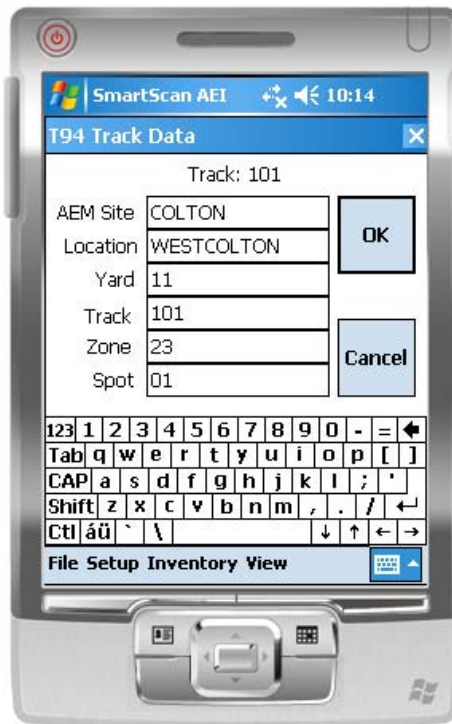 SmartScan AEI 10:14
T94 Track Data
Track: 101
AEM Site COLTON
Location WESTCOLTON
OK
Yard 11
Track 101
Zone 23
Cancel
Spot 01
123 1 2 3 4 5 6 7 8 9 0 - =
Tab q w e r t y u i o p [ ]
CAP a s d f g h j k l ; '
Shift z x c v b n m , . /
Ctl áü ` \
File Setup Inventory View